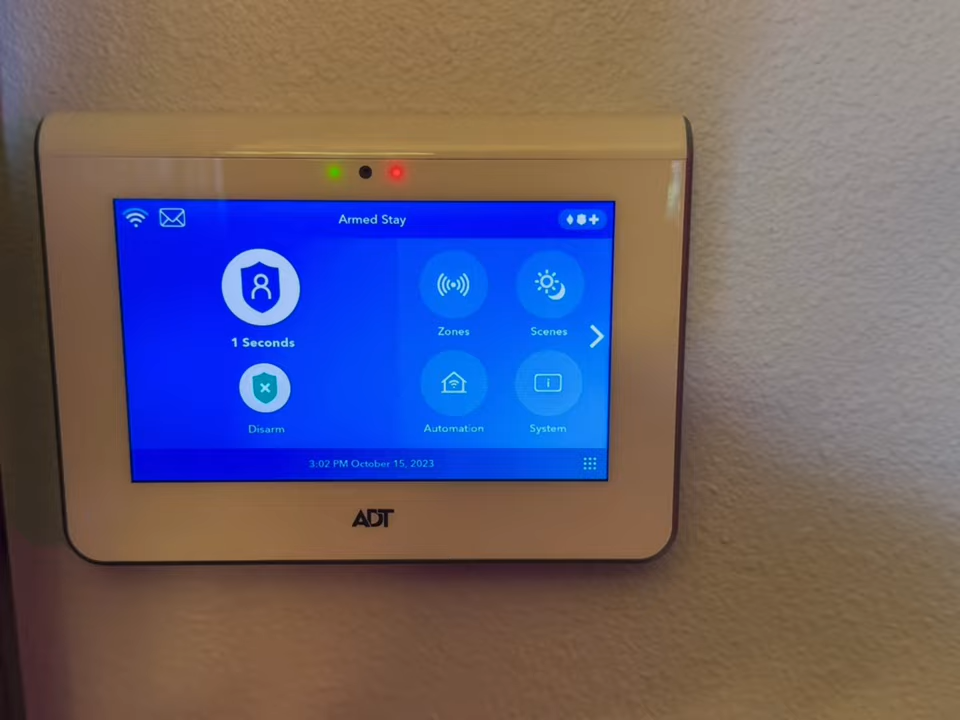 Armed Stay
1 Seconds
Disarm
Zones
Scenes
Automation
System
3:02 PM October 15, 2023
ADT